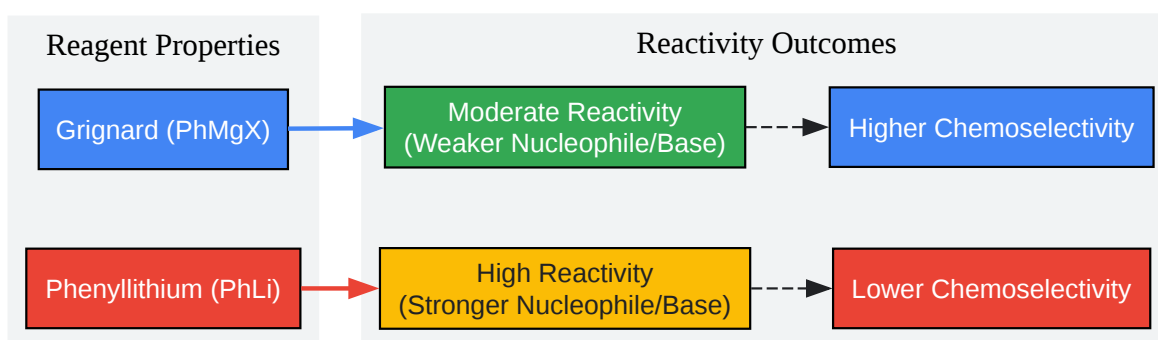 Reagent Properties
Reactivity Outcomes
Grignard (PhMgX)
Moderate Reactivity
(Weaker Nucleophile/Base)
Higher Chemoselectivity
Phenyllithium (PhLi)
High Reactivity
(Stronger Nucleophile/Base)
Lower Chemoselectivity